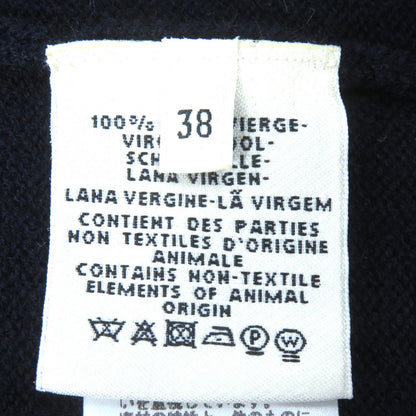 38
100% VIERGE-
VIR OOL-
SCH LLE-
LANA VIRGEN-
LANA VERGINE-LÃ VIRGEM
CONTIENT DES PARTIES
NON TEXTILES D'ORIGINE
ANIMALE
CONTAINS NON-TEXTILE
ELEMENTS OF ANIMAL
ORIGIN
P W